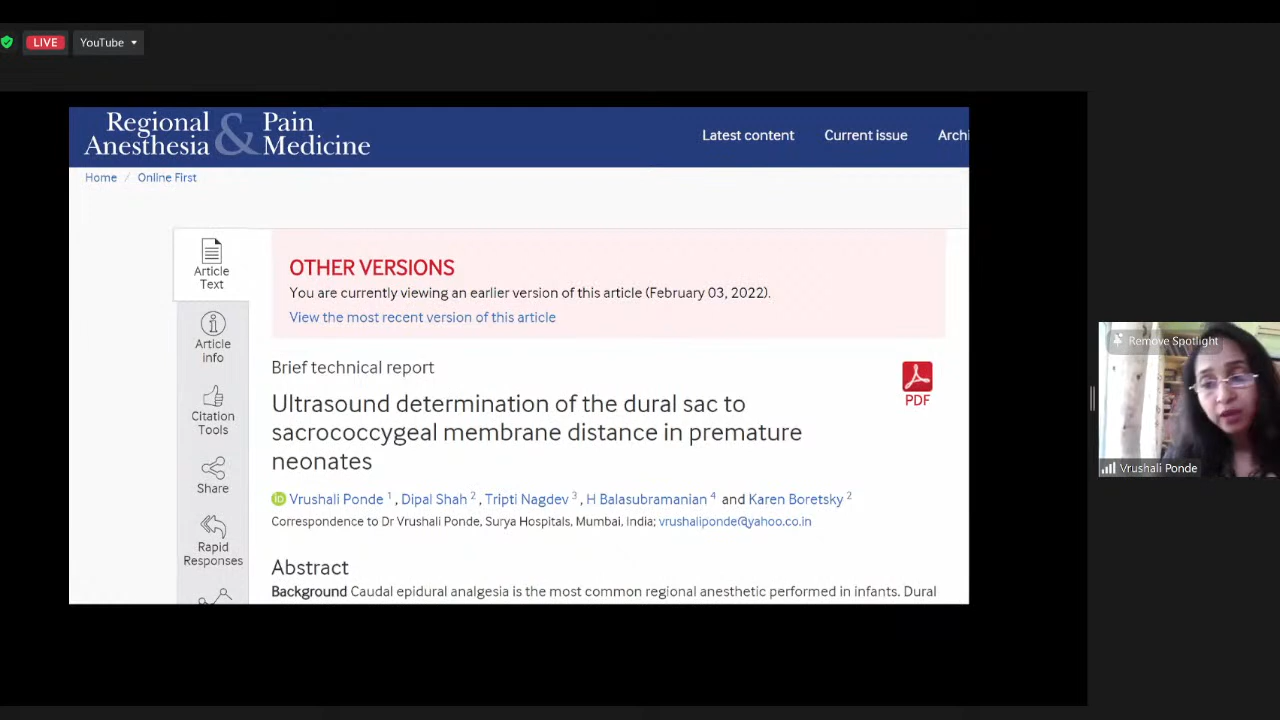 LIVE
YouTube
Regional Anesthesia & Pain Medicine
Latest content
Current issue
Archi
Home / Online First
Article Text
Article info
Citation Tools
Share
Rapid Responses
OTHER VERSIONS
You are currently viewing an earlier version of this article (February 03, 2022).
View the most recent version of this article
Brief technical report
PDF
Ultrasound determination of the dural sac to
sacrococcygeal membrane distance in premature
neonates
iD Vrushali Ponde 1, Dipal Shah 2, Tripti Nagdev 3, H Balasubramanian 4 and Karen Boretsky 2
Correspondence to Dr Vrushali Ponde, Surya Hospitals, Mumbai, India; vrushaliponde@yahoo.co.in
Abstract
Background Caudal epidural analgesia is the most common regional anesthetic performed in infants. Dural
Remove Spotlight
Vrushali Ponde